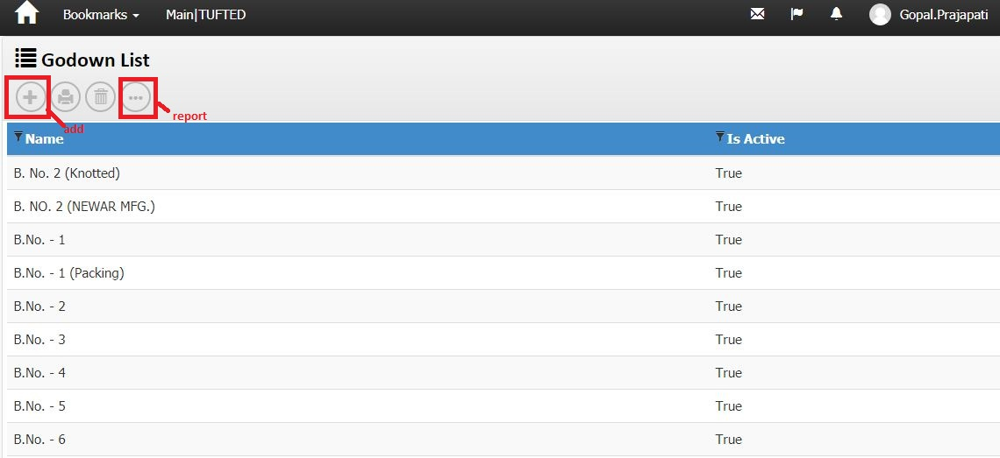 Bookmarks Main|TUFTED Gopal.Prajapati
Godown List
report
add
Name Is Active
B. No. 2 (Knotted) True
B. NO. 2 (NEWAR MFG.) True
B.No. - 1 True
B.No. - 1 (Packing) True
B.No. - 2 True
B.No. - 3 True
B.No. - 4 True
B.No. - 5 True
B.No. - 6 True